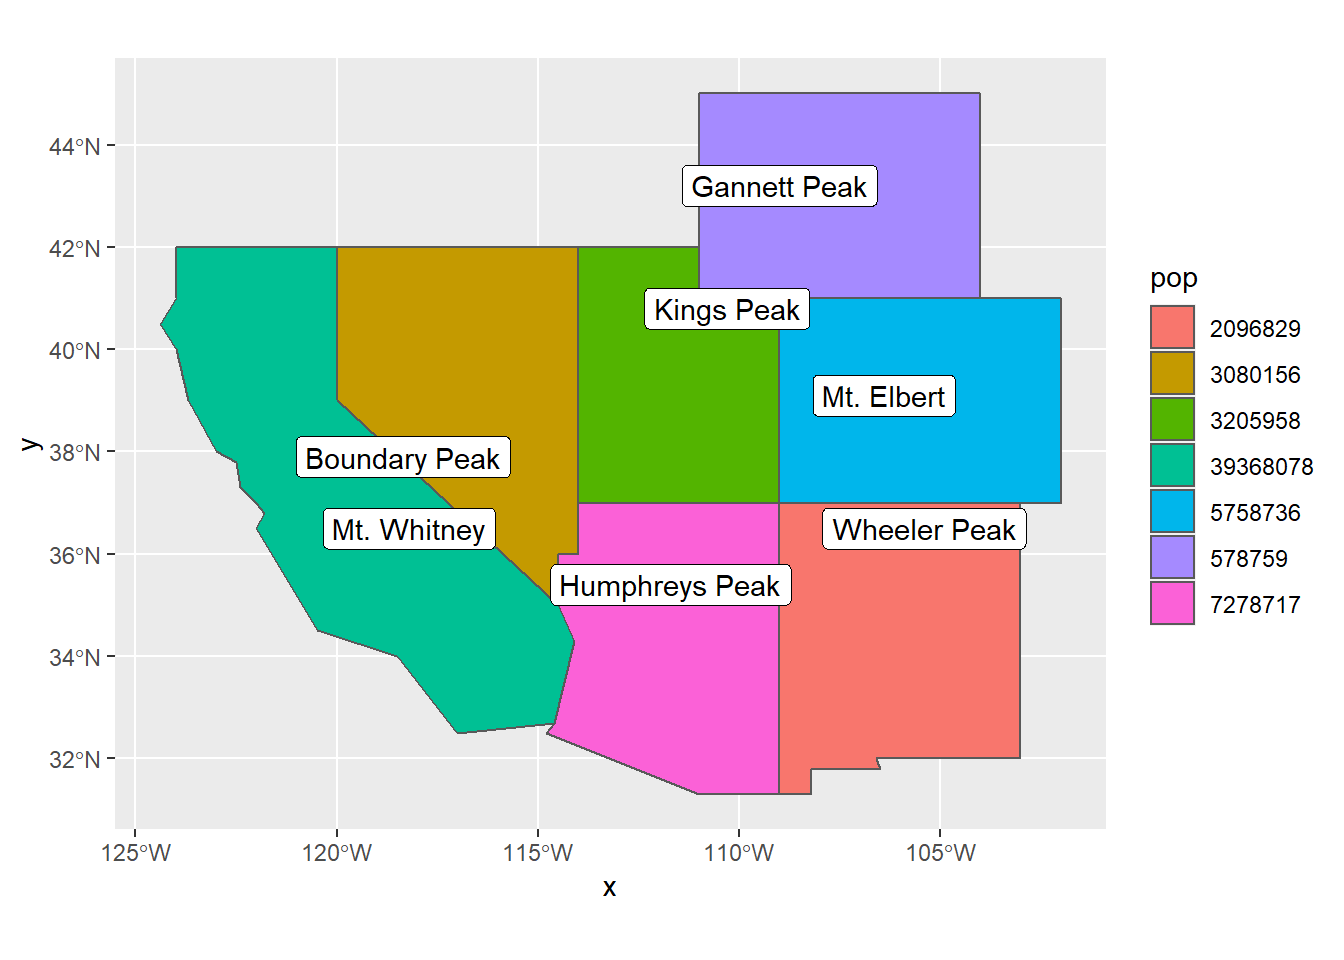 44°N
42°N
40°N
38°N
36°N
34°N
32°N
y
Gannett Peak
Kings Peak
Mt. Elbert
Boundary Peak
Mt. Whitney
Wheeler Peak
Humphreys Peak
125°W
120°W
115°W
110°W
105°W
x
pop
2096829
3080156
3205958
39368078
5758736
578759
7278717